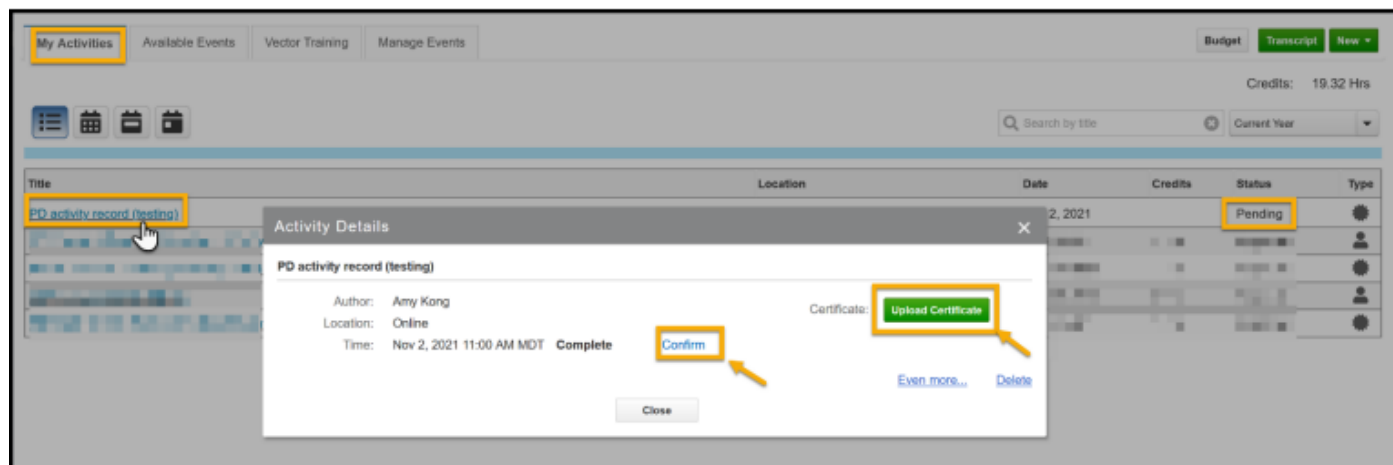 My Activities Available Events Vector Training Manage Events Budget Transcript New
Credits: 19.32 Hrs
Search by title Current Year
Title Location Date Credits Status Type
PD activity record (testing) 2, 2021 Pending
Activity Details
PD activity record (testing)
Author: Amy Kong
Certificate: Upload Certificate
Location: Online
Time: Nov 2, 2021 11:00 AM MDT Complete Confirm
Even more... Delete
Close